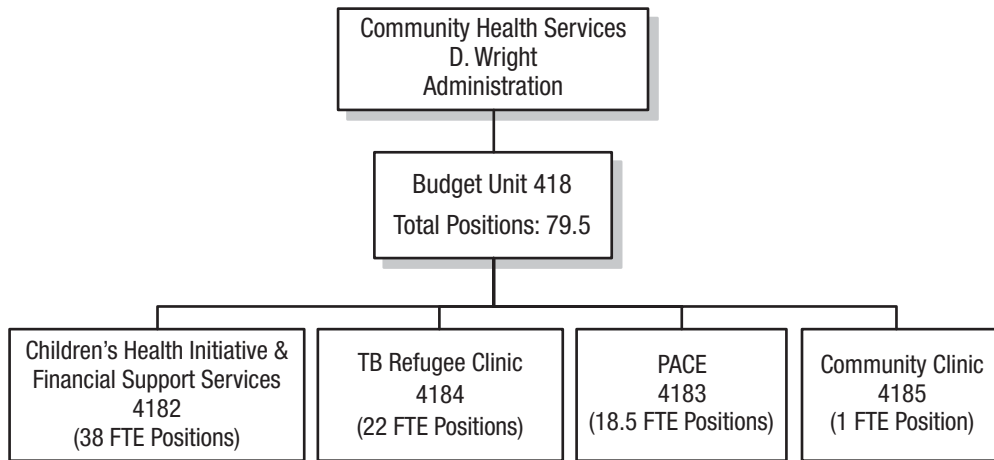 Community Health Services
D. Wright
Administration
Budget Unit 418
Total Positions: 79.5
Children’s Health Initiative &
Financial Support Services
4182
(38 FTE Positions)
TB Refugee Clinic
4184
(22 FTE Positions)
PACE
4183
(18.5 FTE Positions)
Community Clinic
4185
(1 FTE Position)